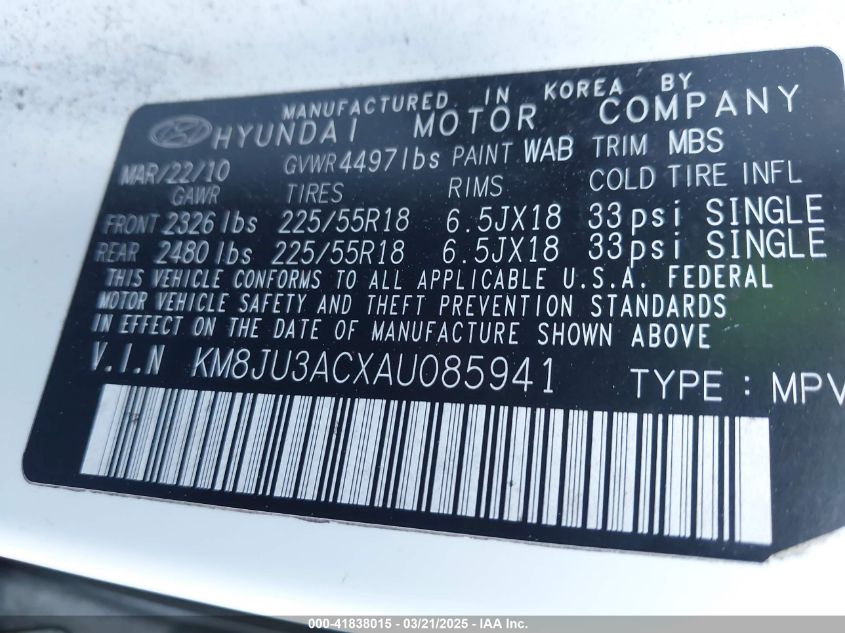 MANUFACTURED IN KOREA BY
HYUNDAI MOTOR COMPANY
MAR/22/10 GVWR 4497lbs PAINT WAB TRIM MBS
GAWR TIRES RIMS COLD TIRE INFL
FRONT 2326 lbs 225/55R18 6.5JX18 33psi SINGLE
REAR 2480 lbs 225/55R18 6.5JX18 33psi SINGLE
THIS VEHICLE CONFORMS TO ALL APPLICABLE U.S.A. FEDERAL
MOTOR VEHICLE SAFETY AND THEFT PREVENTION STANDARDS
IN EFFECT ON THE DATE OF MANUFACTURE SHOWN ABOVE
V.I.N KM8JU3ACXAU085941 TYPE : MPV
000-41838015 - 03/21/2025 - IAA Inc.